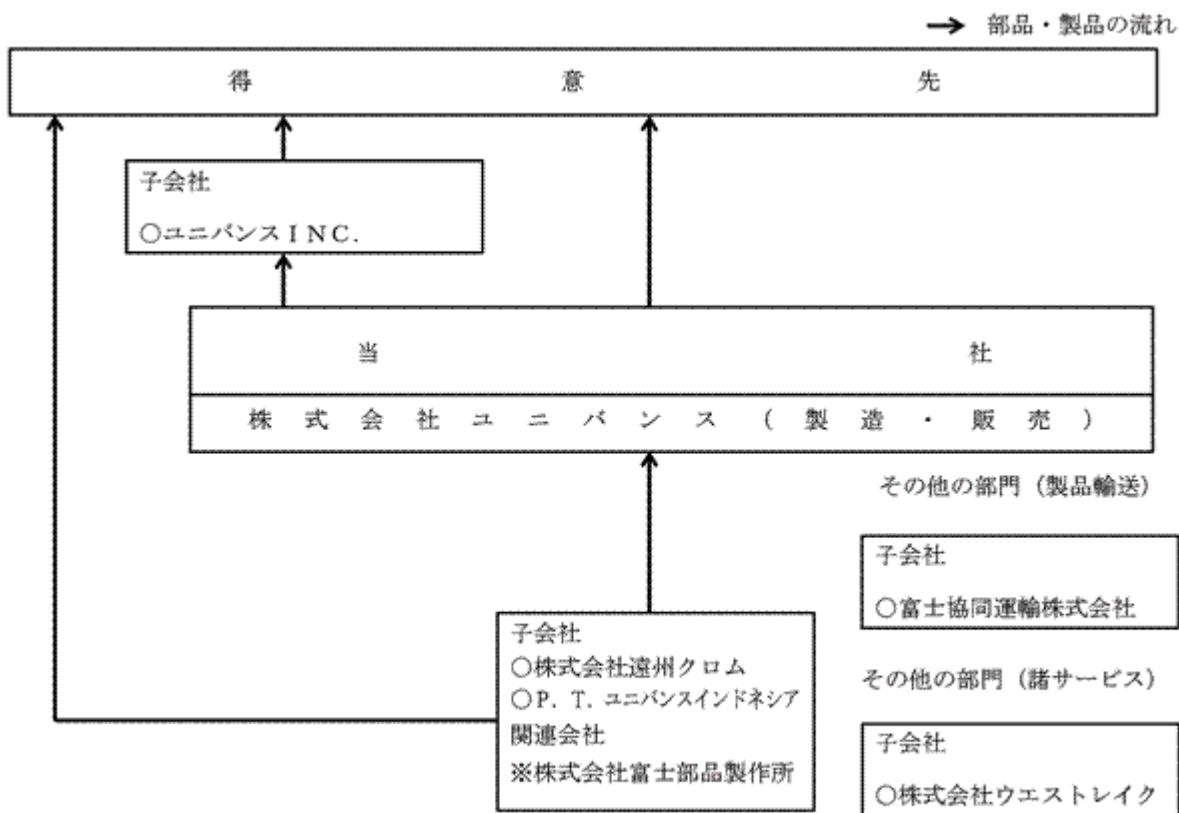 → 部品・製品の流れ
得意先
子会社
○ユニバンスＩＮＣ.
当社
株式会社ユニバンス（製造・販売）
その他の部門（製品輸送）
子会社
○富士協同運輸株式会社
子会社
○株式会社遠州クロム
○Ｐ．Ｔ．ユニバンスインドネシア
関連会社
※株式会社富士部品製作所
その他の部門（諸サービス）
子会社
○株式会社ウエストレイク